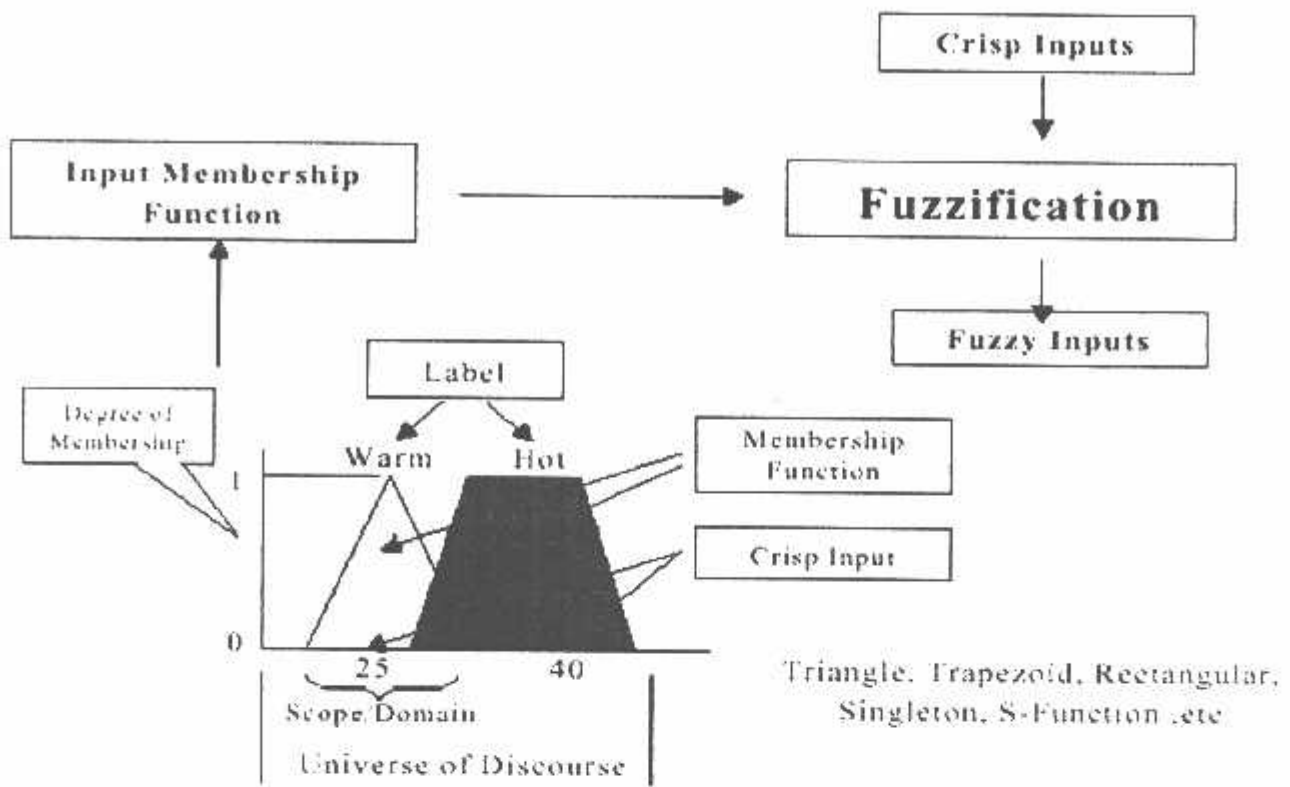 Crisp Inputs
Input Membership
Function
Fuzzification
Fuzzy Inputs
Label
Degree of
Membership
Warm
Hot
Membership
Function
1
Crisp Input
0
25
40
Triangle, Trapezoid, Rectangular,
Singleton, S-Function .etc
Scope/Domain
Universe of Discourse